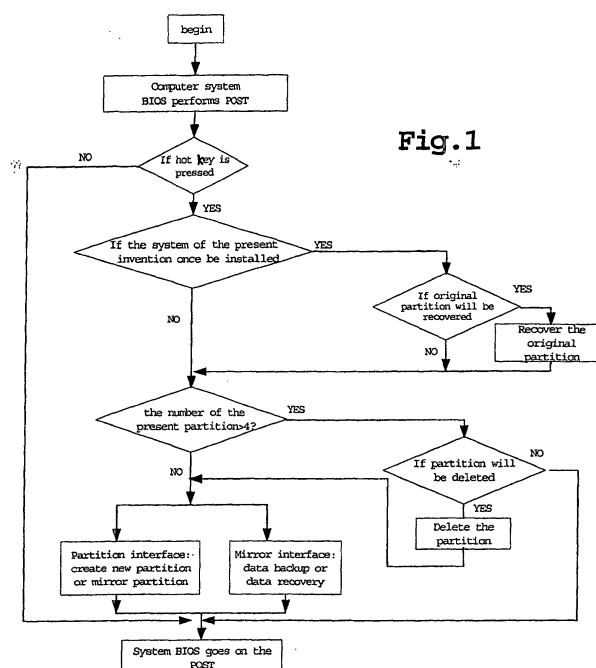 begin
Computer system
BIOS performs POST
Fig.1
NO
If hot key is
pressed
YES
If the system of the present
invention once be installed
YES
If original
partition will be
recovered
YES
NO
NO
Recover the
original
partition
the number of the
present partition>4?
YES
If partition will
be deleted
NO
NO
YES
Delete the
partition
Partition interface:
create new partition
or mirror partition
Mirror interface:
data backup or
data recovery
System BIOS goes on the
POST